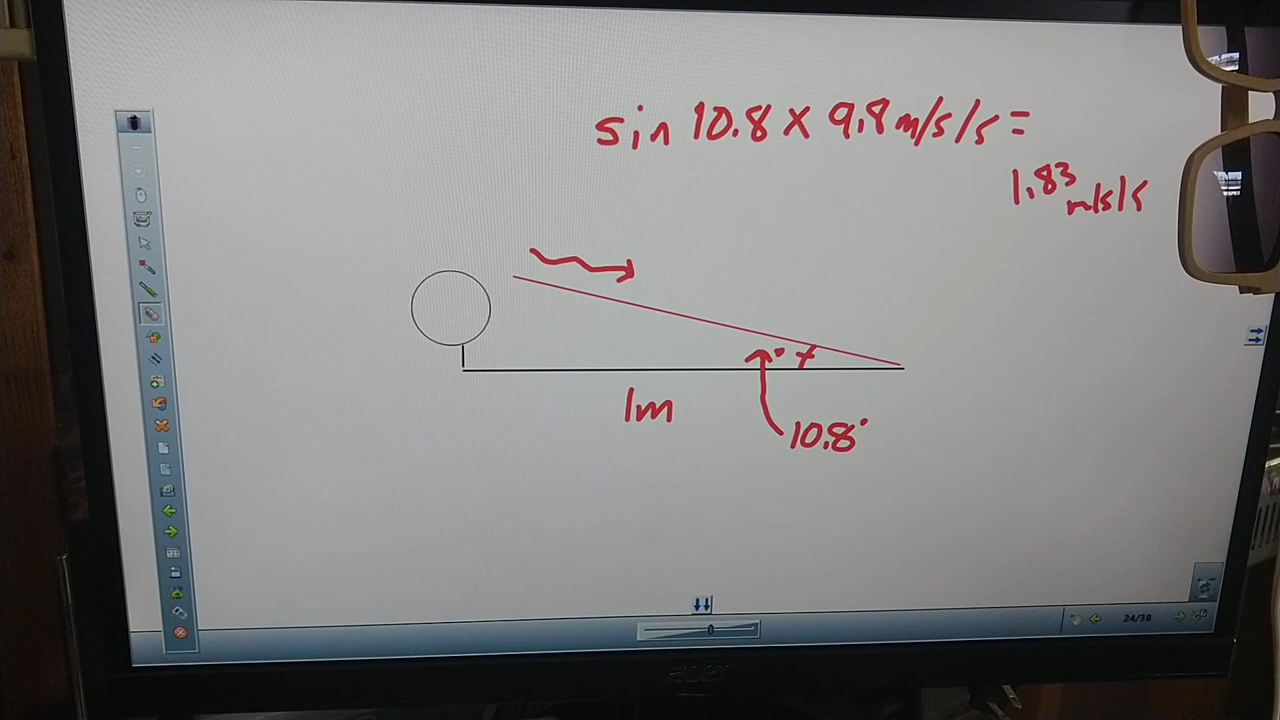 sin 10.8 x 9.8 m/s/s =
1.83 m/s/s
1m
10.8°
24/38